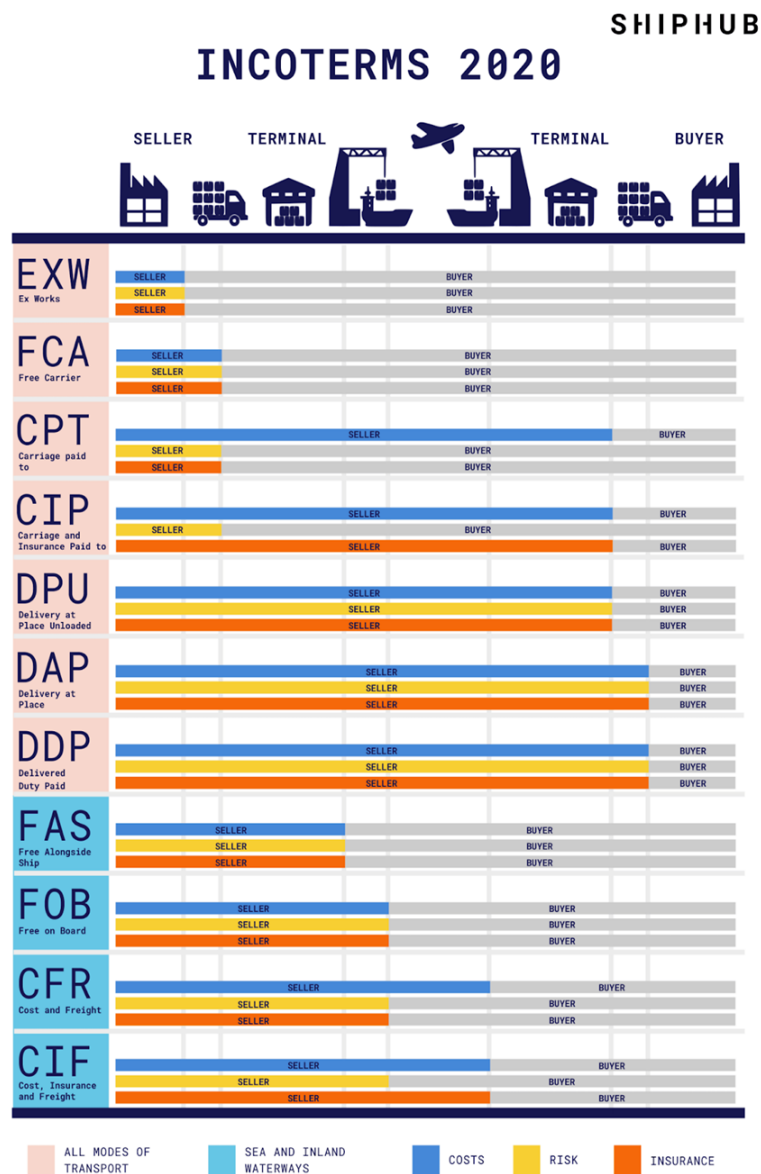 SHIPHUB
INCOTERMS 2020
SELLER TERMINAL TERMINAL BUYER
EXW
Ex Works
SELLER BUYER
SELLER BUYER
SELLER BUYER
FCA
Free Carrier
SELLER BUYER
SELLER BUYER
SELLER BUYER
CPT
Carriage paid
to
SELLER BUYER
SELLER BUYER
SELLER BUYER
CIP
Carriage and
Insurance Paid to
SELLER BUYER
SELLER BUYER
SELLER BUYER
DPU
Delivery at
Place Unloaded
SELLER BUYER
SELLER BUYER
SELLER BUYER
DAP
Delivery at
Place
SELLER BUYER
SELLER BUYER
SELLER BUYER
DDP
Delivered
Duty Paid
SELLER BUYER
SELLER BUYER
SELLER BUYER
FAS
Free Alongside
Ship
SELLER BUYER
SELLER BUYER
SELLER BUYER
FOB
Free on Board
SELLER BUYER
SELLER BUYER
SELLER BUYER
CFR
Cost and Freight
SELLER BUYER
SELLER BUYER
SELLER BUYER
CIF
Cost, Insurance
and Freight
SELLER BUYER
SELLER BUYER
SELLER BUYER
ALL MODES OF
TRANSPORT
SEA AND INLAND
WATERWAYS
COSTS
RISK
INSURANCE